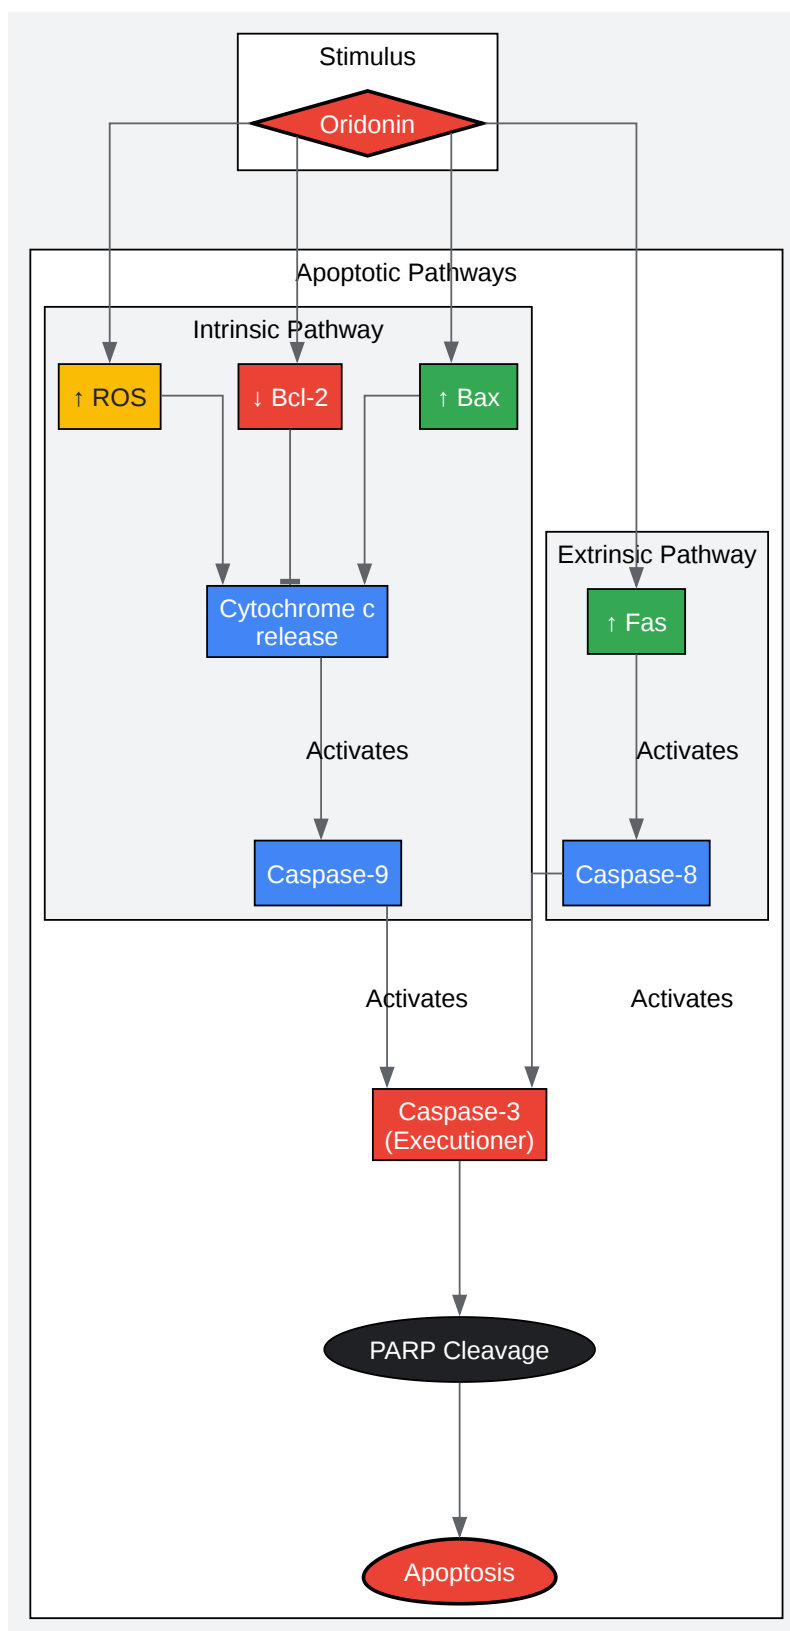 Stimulus
Oridonin
Apoptotic Pathways
Intrinsic Pathway
↑ ROS
↓ Bcl-2
↑ Bax
Extrinsic Pathway
Cytochrome c
release
↑ Fas
Activates
Activates
Caspase-9
Caspase-8
Activates
Activates
Caspase-3
(Executioner)
PARP Cleavage
Apoptosis